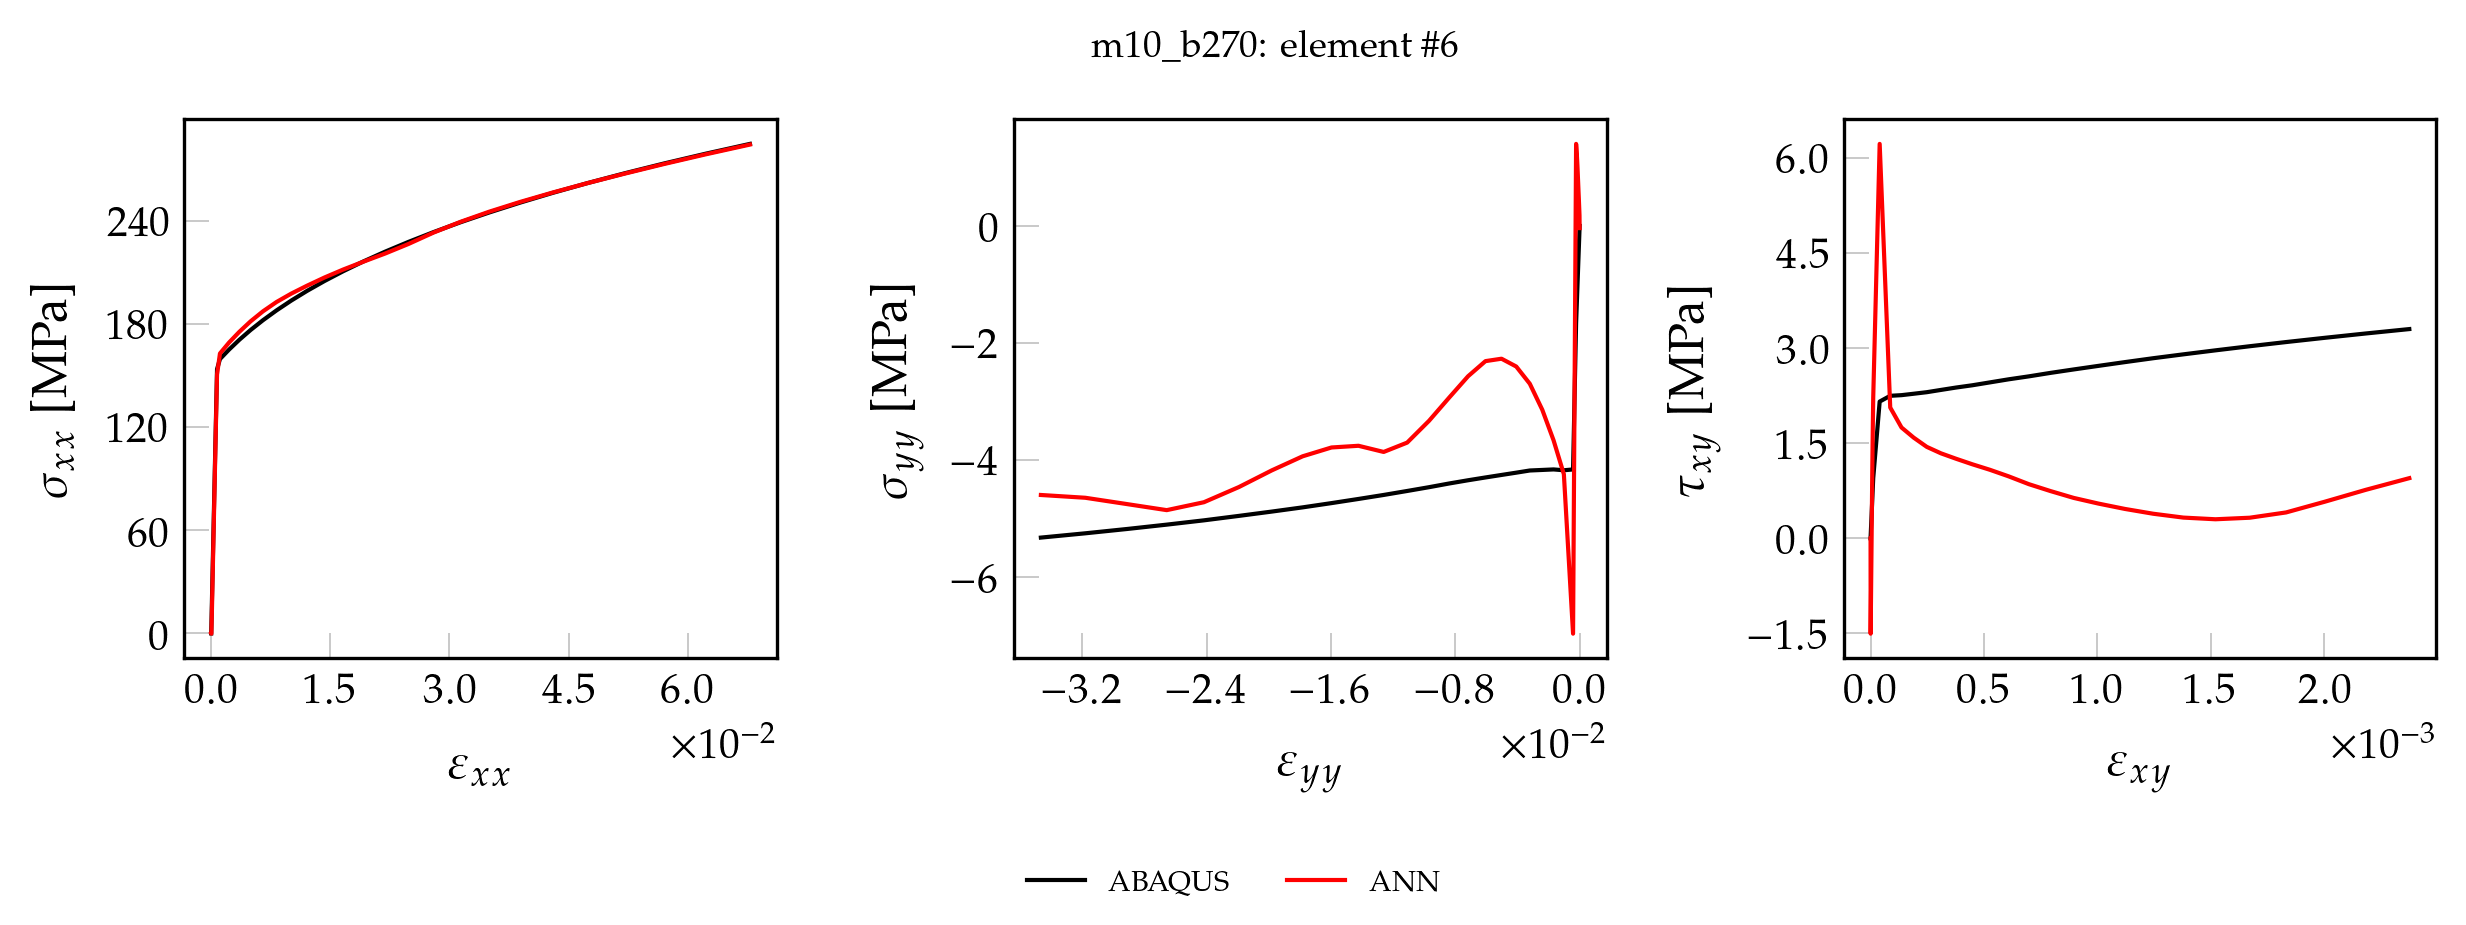 m10_b270: element #6
σxx [MPa]
240
180
120
60
0
0.0 1.5 3.0 4.5 6.0
×10−2
εxx
σyy [MPa]
0
−2
−4
−6
−3.2 −2.4 −1.6 −0.8 0.0
×10−2
εyy
τxy [MPa]
6.0
4.5
3.0
1.5
0.0
−1.5
0.0 0.5 1.0 1.5 2.0
×10−3
εxy
ABAQUS ANN